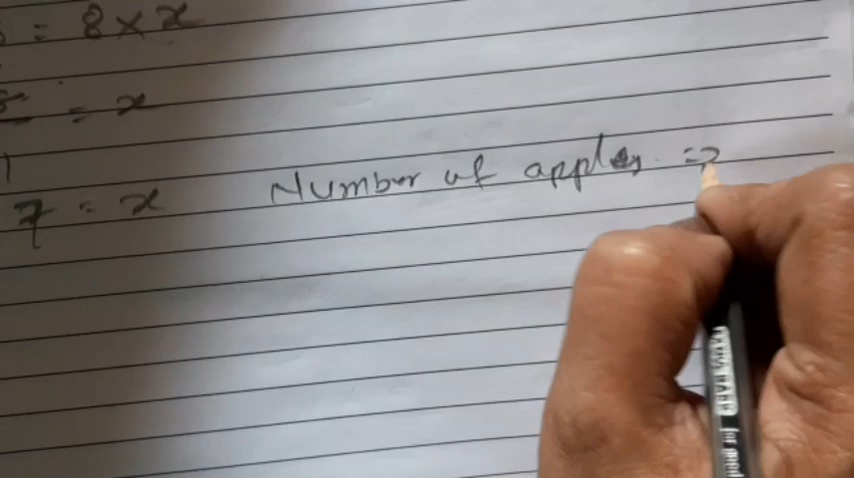 = 8 × x
= x
7 = x
Number of apples =>